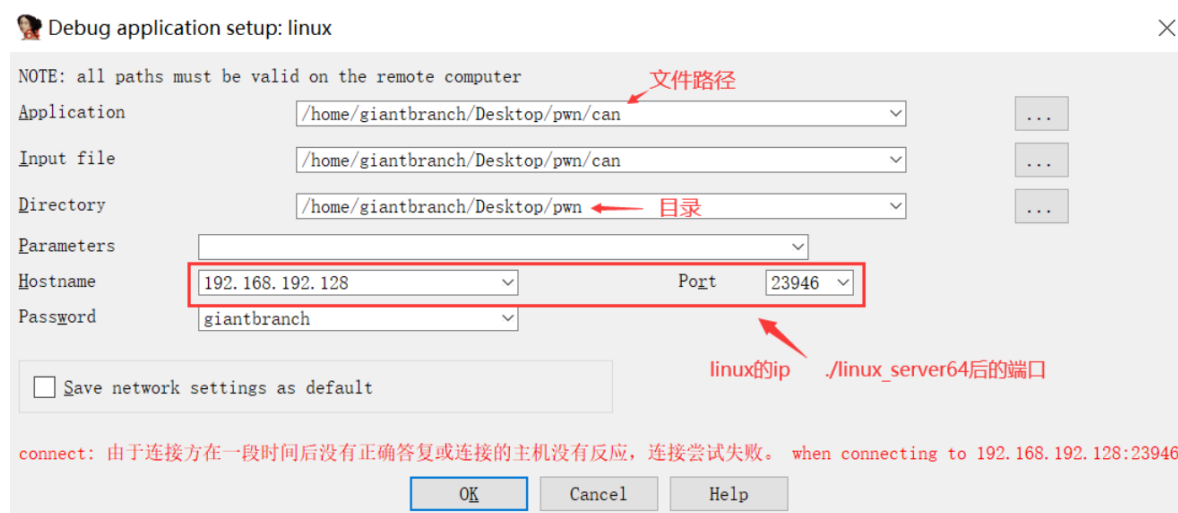 Debug application setup: linux
NOTE: all paths must be valid on the remote computer
文件路径
Application /home/giantbranch/Desktop/pwn/can ...
Input file /home/giantbranch/Desktop/pwn/can ...
Directory /home/giantbranch/Desktop/pwn 目录 ...
Parameters
Hostname 192.168.192.128 Port 23946
Password giantbranch
linux的ip ./linux_server64后的端口
Save network settings as default
connect: 由于连接方在一段时间后没有正确答复或连接的主机没有反应，连接尝试失败。 when connecting to 192.168.192.128:23946
OK Cancel Help